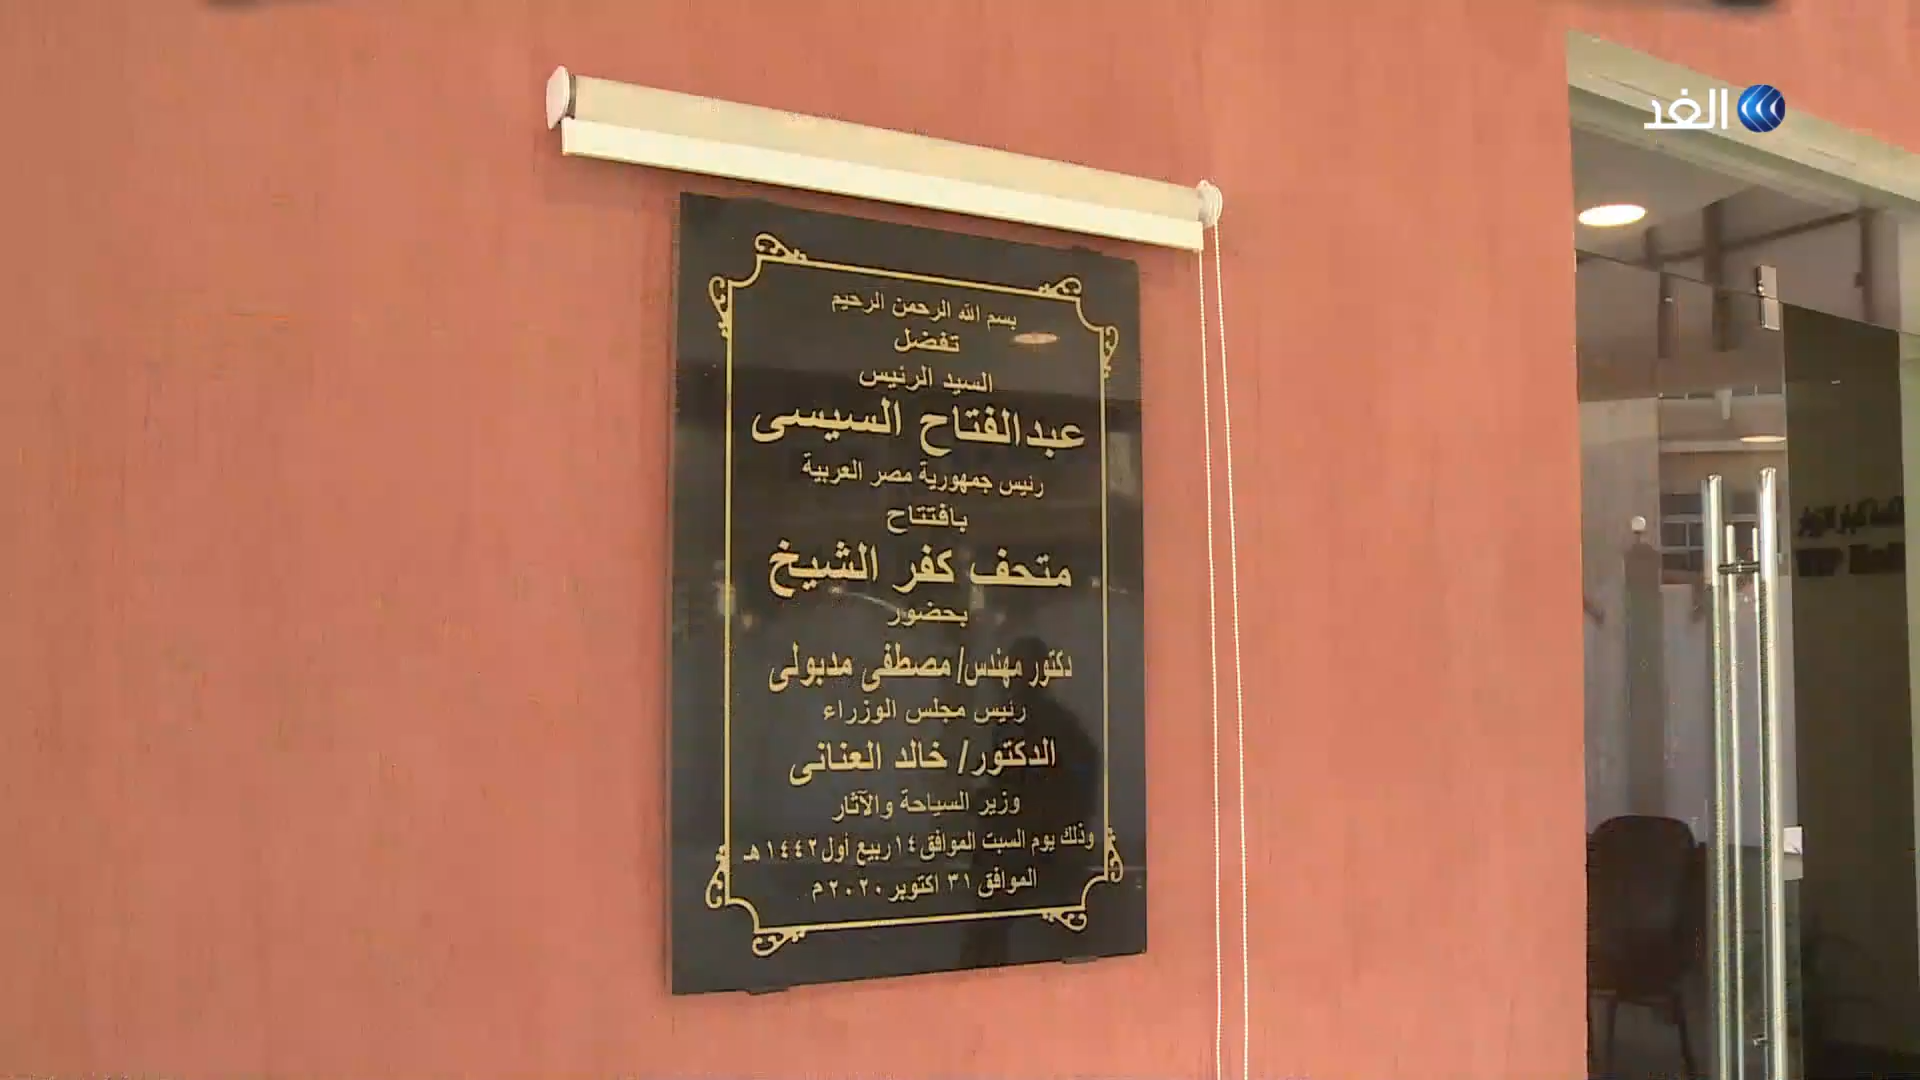 الغد
بسم الله الرحمن الرحيم
تفضل
السيد الرئيس
عبدالفتاح السيسى
رئيس جمهورية مصر العربية
بافتتاح
متحف كفر الشيخ
بحضور
دكتور مهندس/ مصطفى مدبولى
رئيس مجلس الوزراء
الدكتور/ خالد العنانى
وزير السياحة والآثار
وذلك يوم السبت الموافق ١٤ ربيع أول ١٤٤٢ هـ
الموافق ٣١ اكتوبر ٢٠٢٠ م